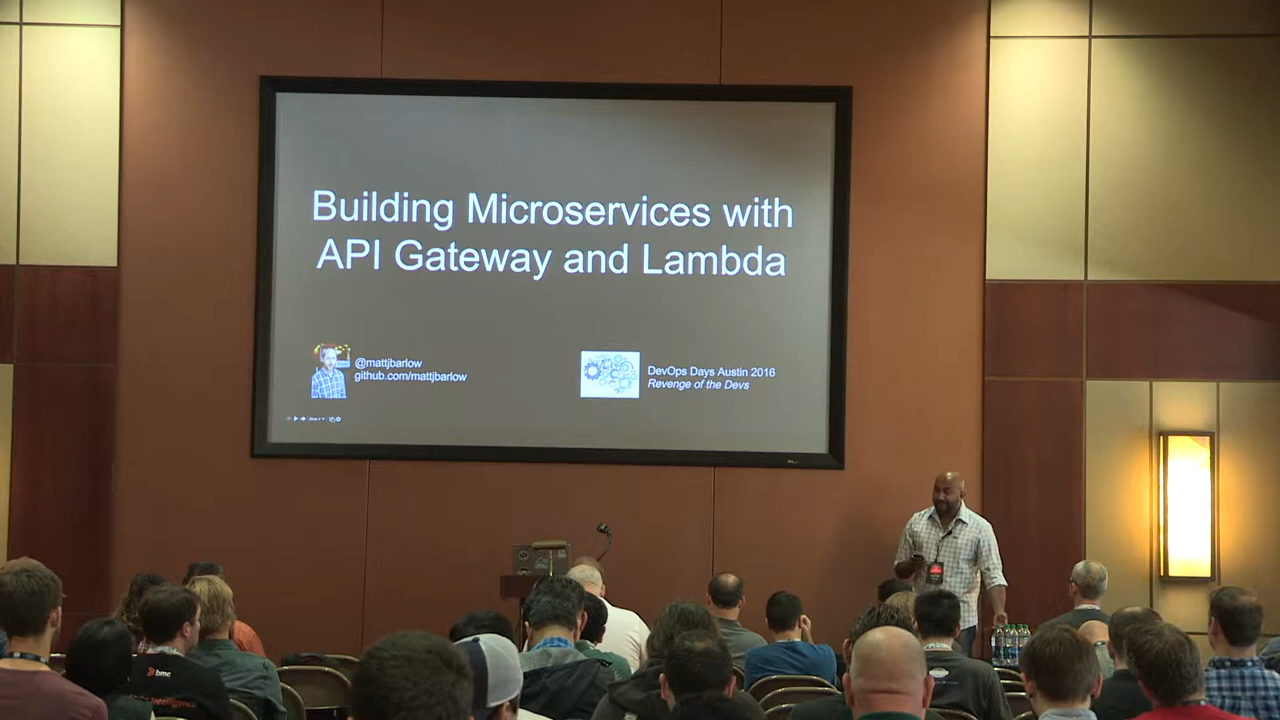 Building Microservices with
API Gateway and Lambda
@mattjbarlow
github.com/mattjbarlow
DevOps Days Austin 2016
Revenge of the Devs
bmc